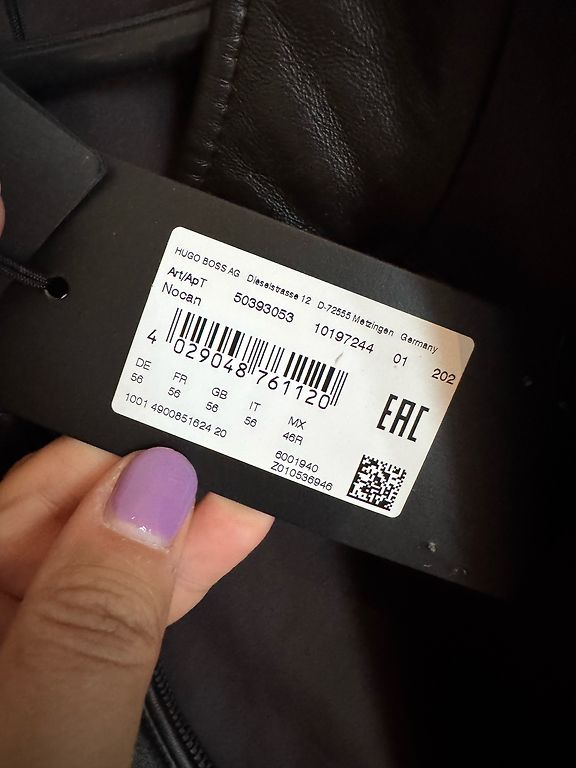 HUGO BOSS AG Dieselstrasse 12 D-72555 Metzingen Germany
Art/ApT 50393053 10197244 01 202
Nocan
4 029048 761120
DE FR GB IT MX
56 56 56 56 46R
1001 4900851624 20 6001940
Z010536946
EAC